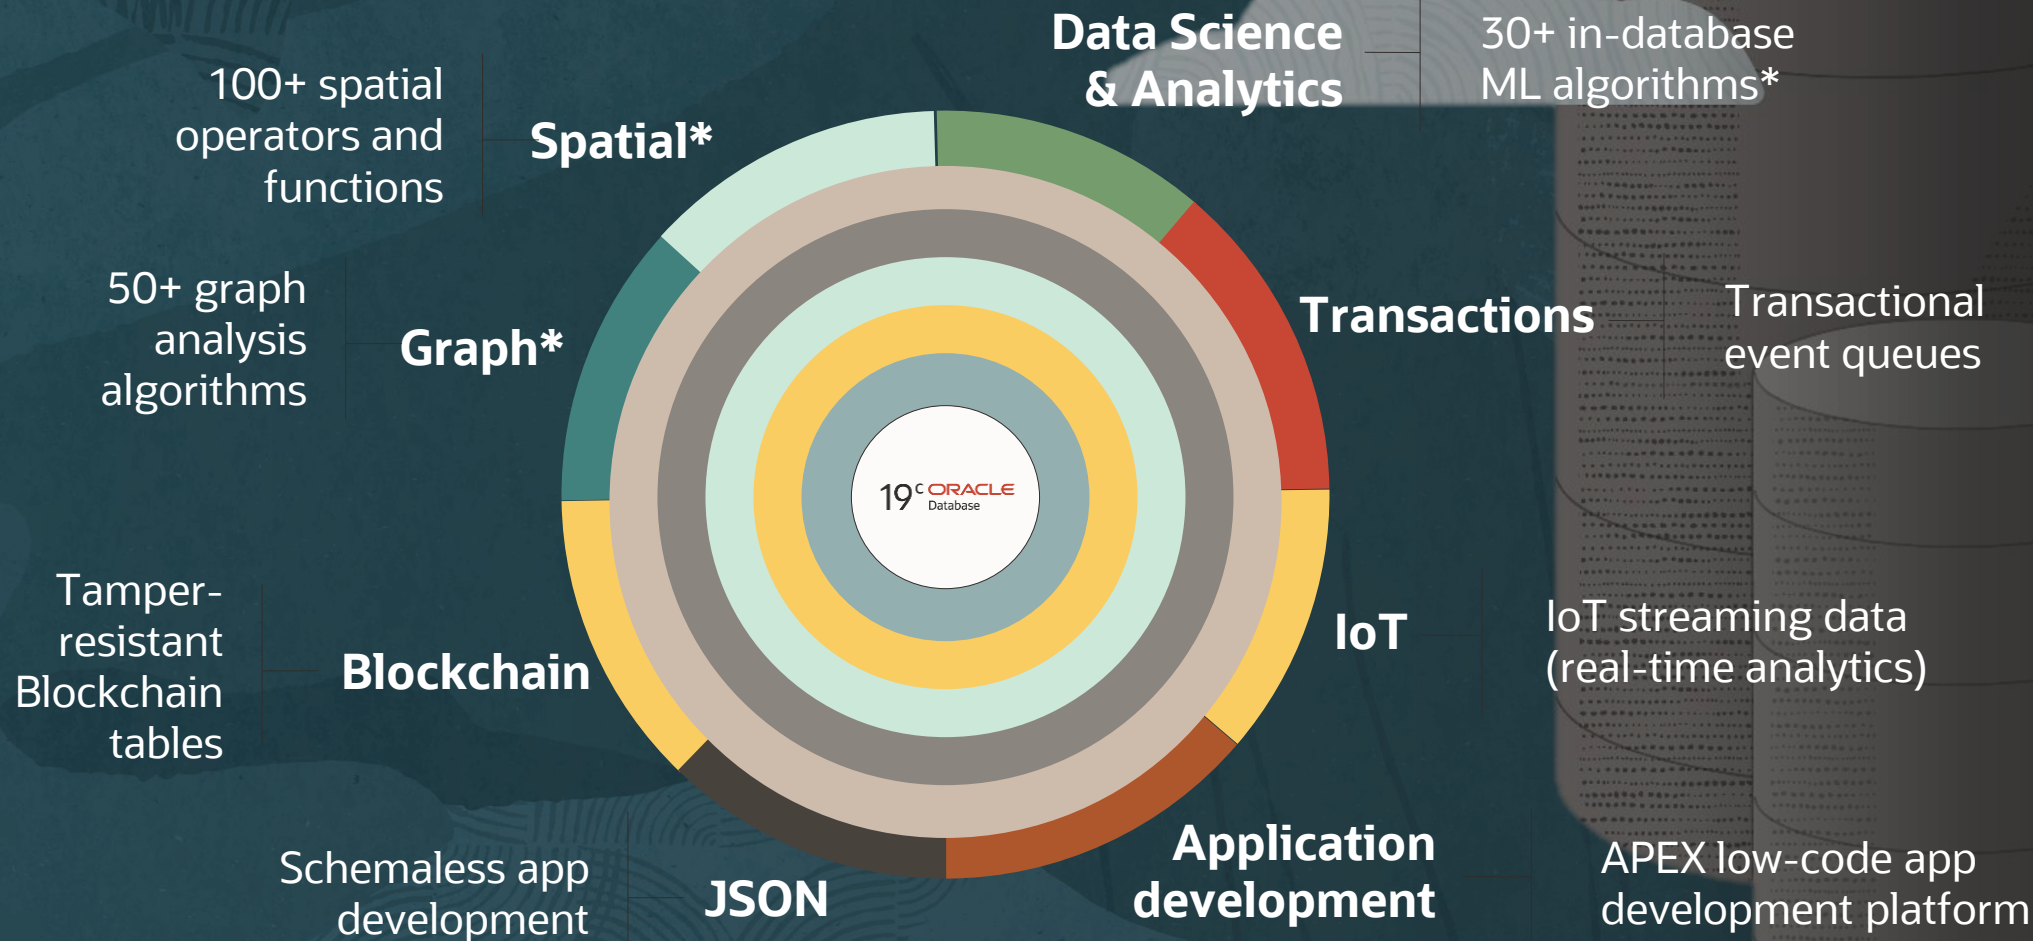 Data Science
& Analytics
30+ in-database
ML algorithms*
100+ spatial
operators and
functions
Spatial*
50+ graph
analysis
algorithms
Graph*
Transactions
Transactional
event queues
19c ORACLE
Database
Tamper-
resistant
Blockchain
tables
Blockchain
IoT
IoT streaming data
(real-time analytics)
Schemaless app
development
JSON
Application
development
APEX low-code app
development platform